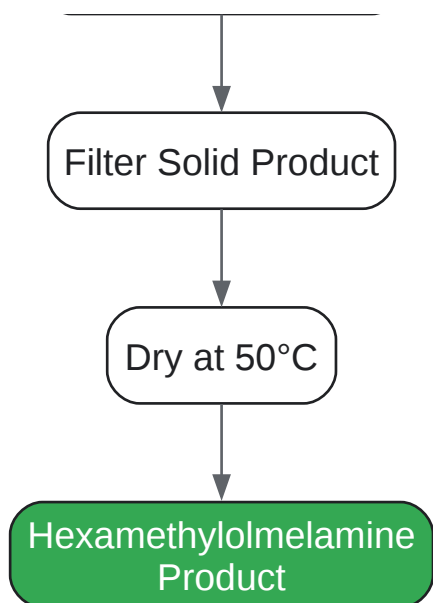 Filter Solid Product
Dry at 50°C
Hexamethylolmelamine
Product